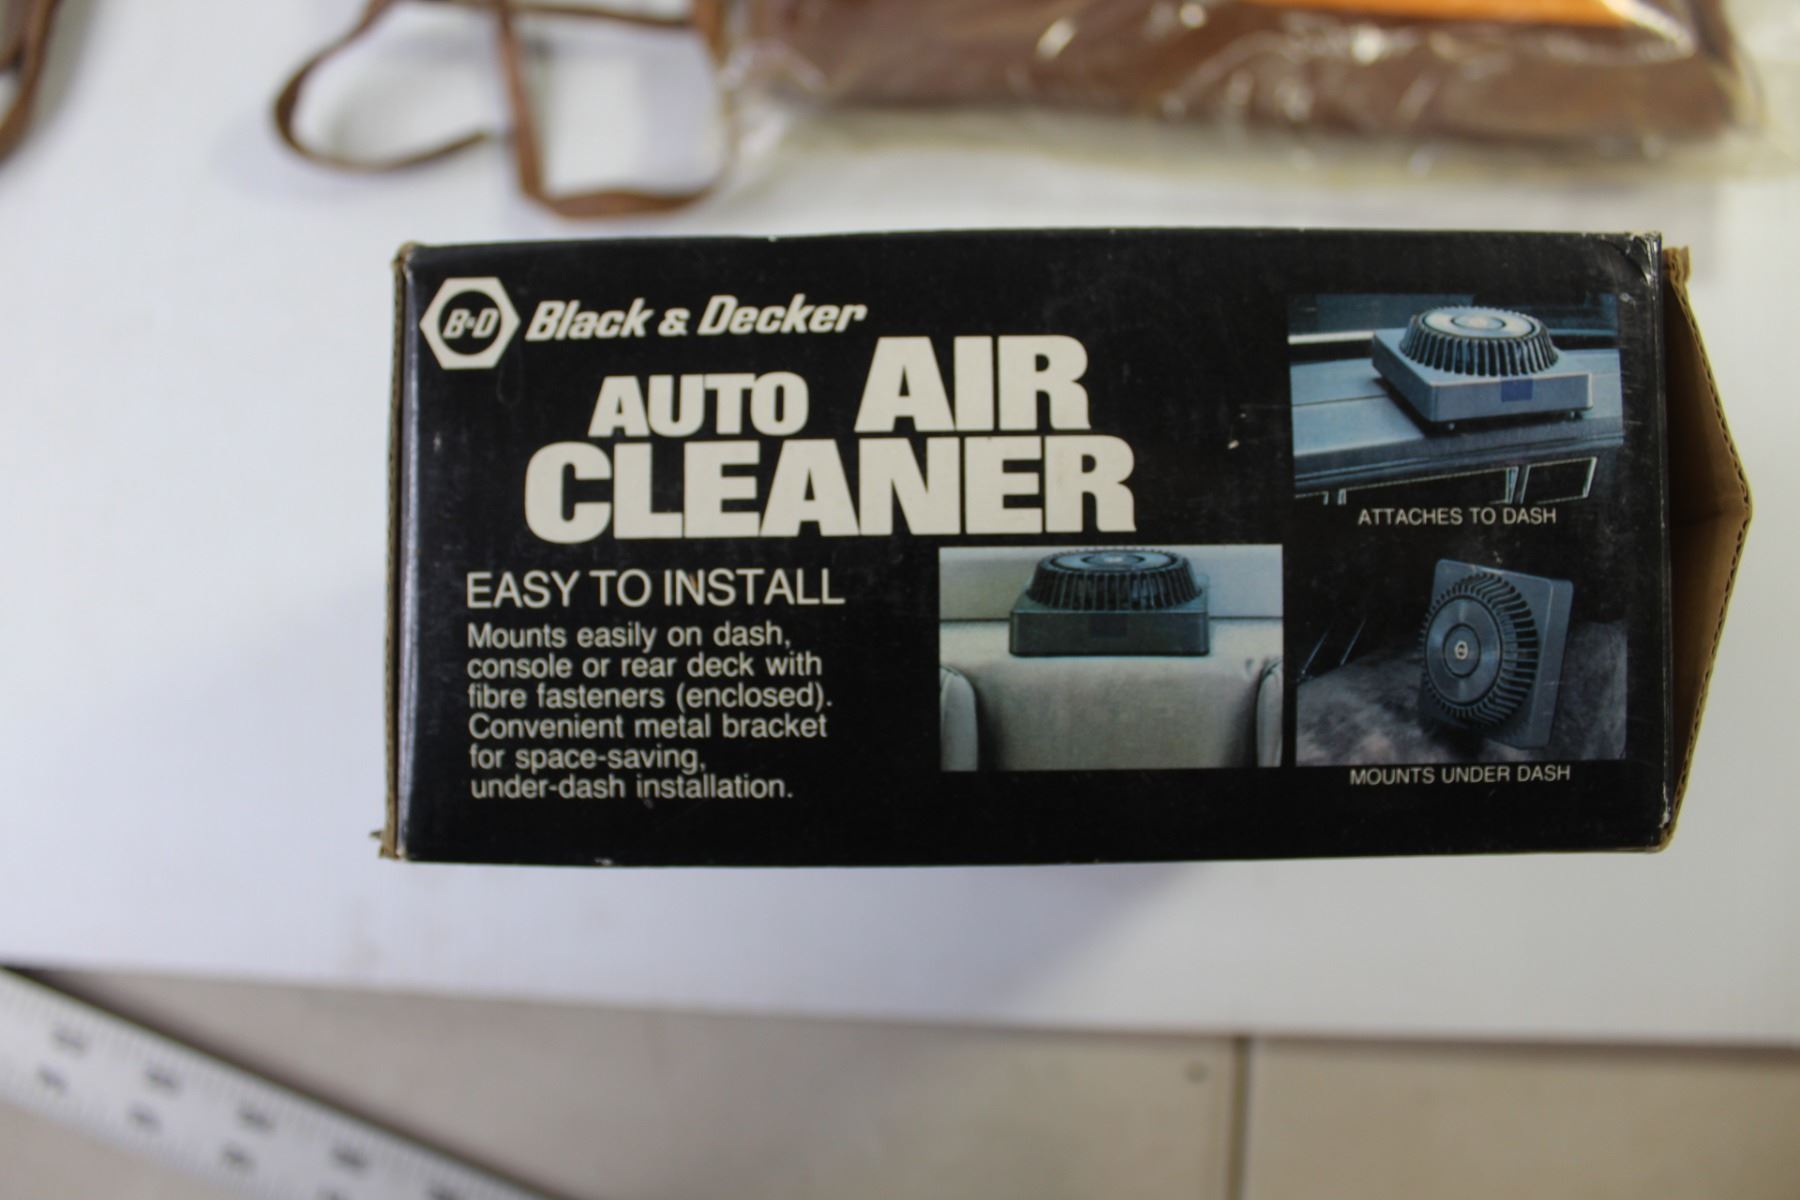 B&D Black & Decker
AUTO AIR
CLEANER
EASY TO INSTALL
Mounts easily on dash,
console or rear deck with
fibre fasteners (enclosed).
Convenient metal bracket
for space-saving,
under-dash installation.
ATTACHES TO DASH
MOUNTS UNDER DASH